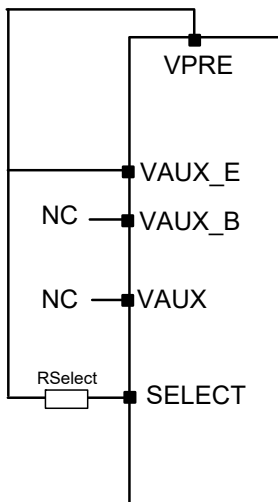 VPRE
VAUX_E
NC VAUX_B
NC VAUX
RSelect
SELECT